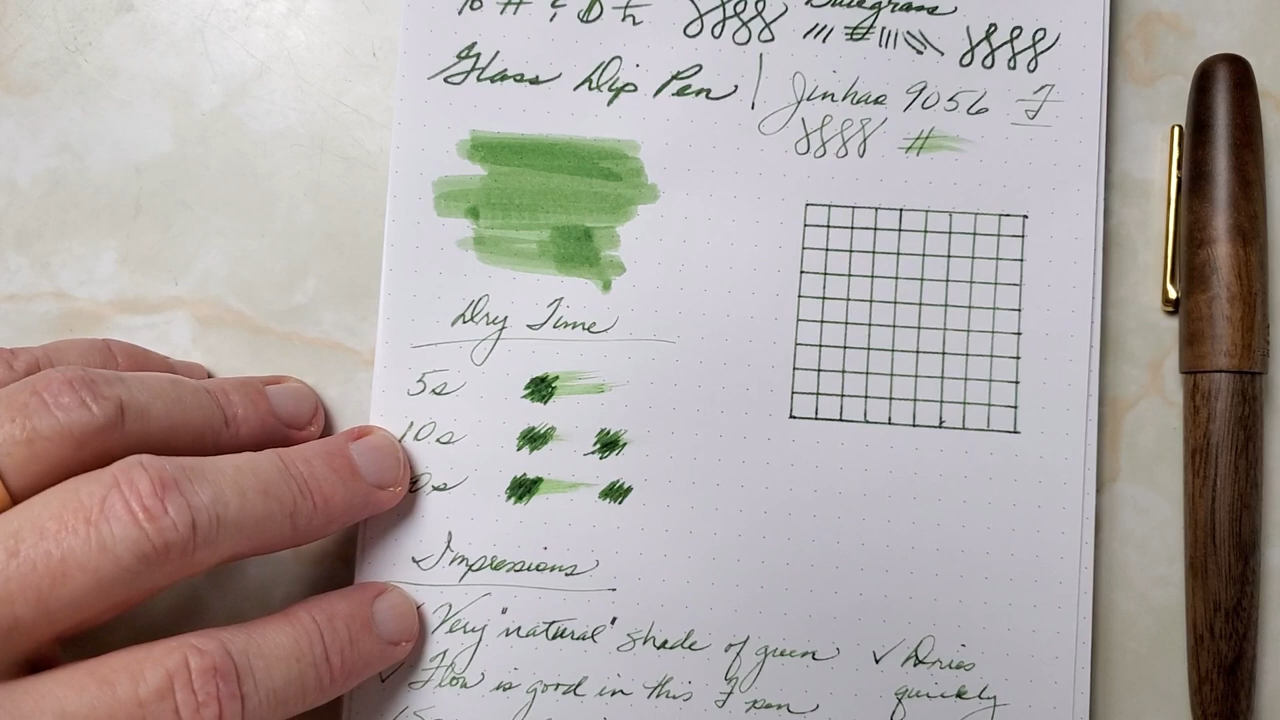 Bluegrass
Glass Dip Pen | Jinhao 9056 F
#
Dry Time
5s
10s
0s
Impressions
✓ Very "natural" shade of green ✓ Dries
✓ Flow is good in this F pen quickly